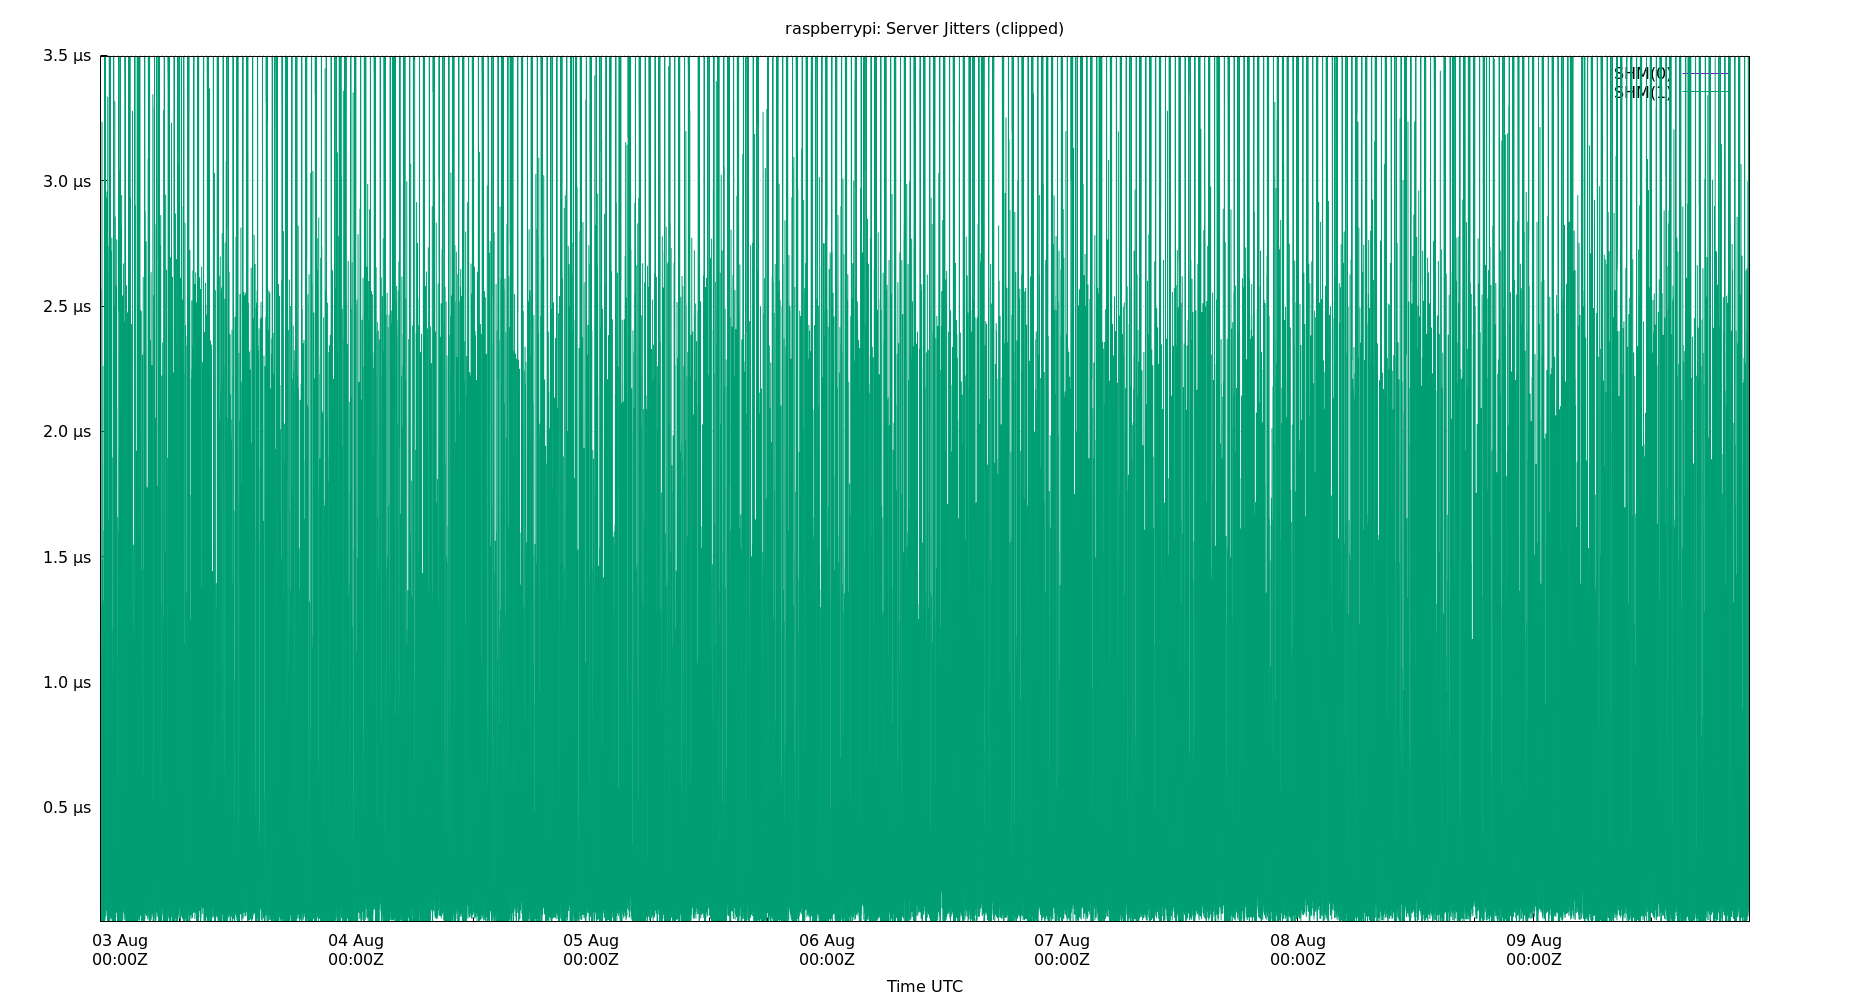 raspberrypi: Server Jitters (clipped)
3.5 µs
SHM(0)
SHM(1)
3.0 µs
2.5 µs
2.0 µs
1.5 µs
1.0 µs
0.5 µs
03 Aug 04 Aug 05 Aug 06 Aug 07 Aug 08 Aug 09 Aug
00:00Z 00:00Z 00:00Z 00:00Z 00:00Z 00:00Z 00:00Z
Time UTC